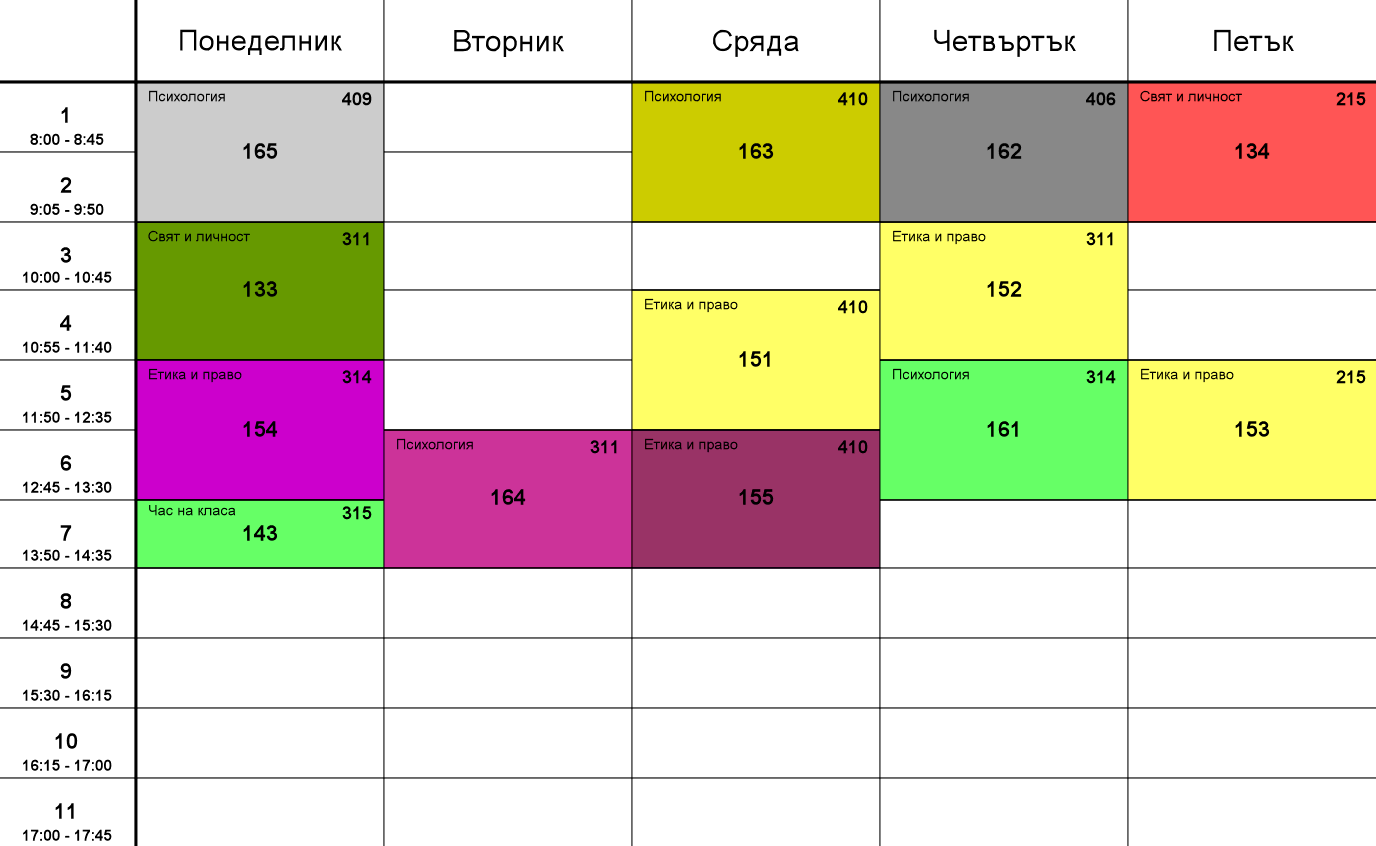 Понеделник Вторник Сряда Четвъртък Петък
1
8:00 - 8:45
Психология 409
165
Психология 410
163
Психология 406
162
Свят и личност 215
134
2
9:05 - 9:50
3
10:00 - 10:45
Свят и личност 311
133
Етика и право 311
152
4
10:55 - 11:40
Етика и право 410
151
5
11:50 - 12:35
Етика и право 314
154
Психология 314
161
Етика и право 215
153
6
12:45 - 13:30
Психология 311
164
Етика и право 410
155
7
13:50 - 14:35
Час на класа 315
143
8
14:45 - 15:30
9
15:30 - 16:15
10
16:15 - 17:00
11
17:00 - 17:45